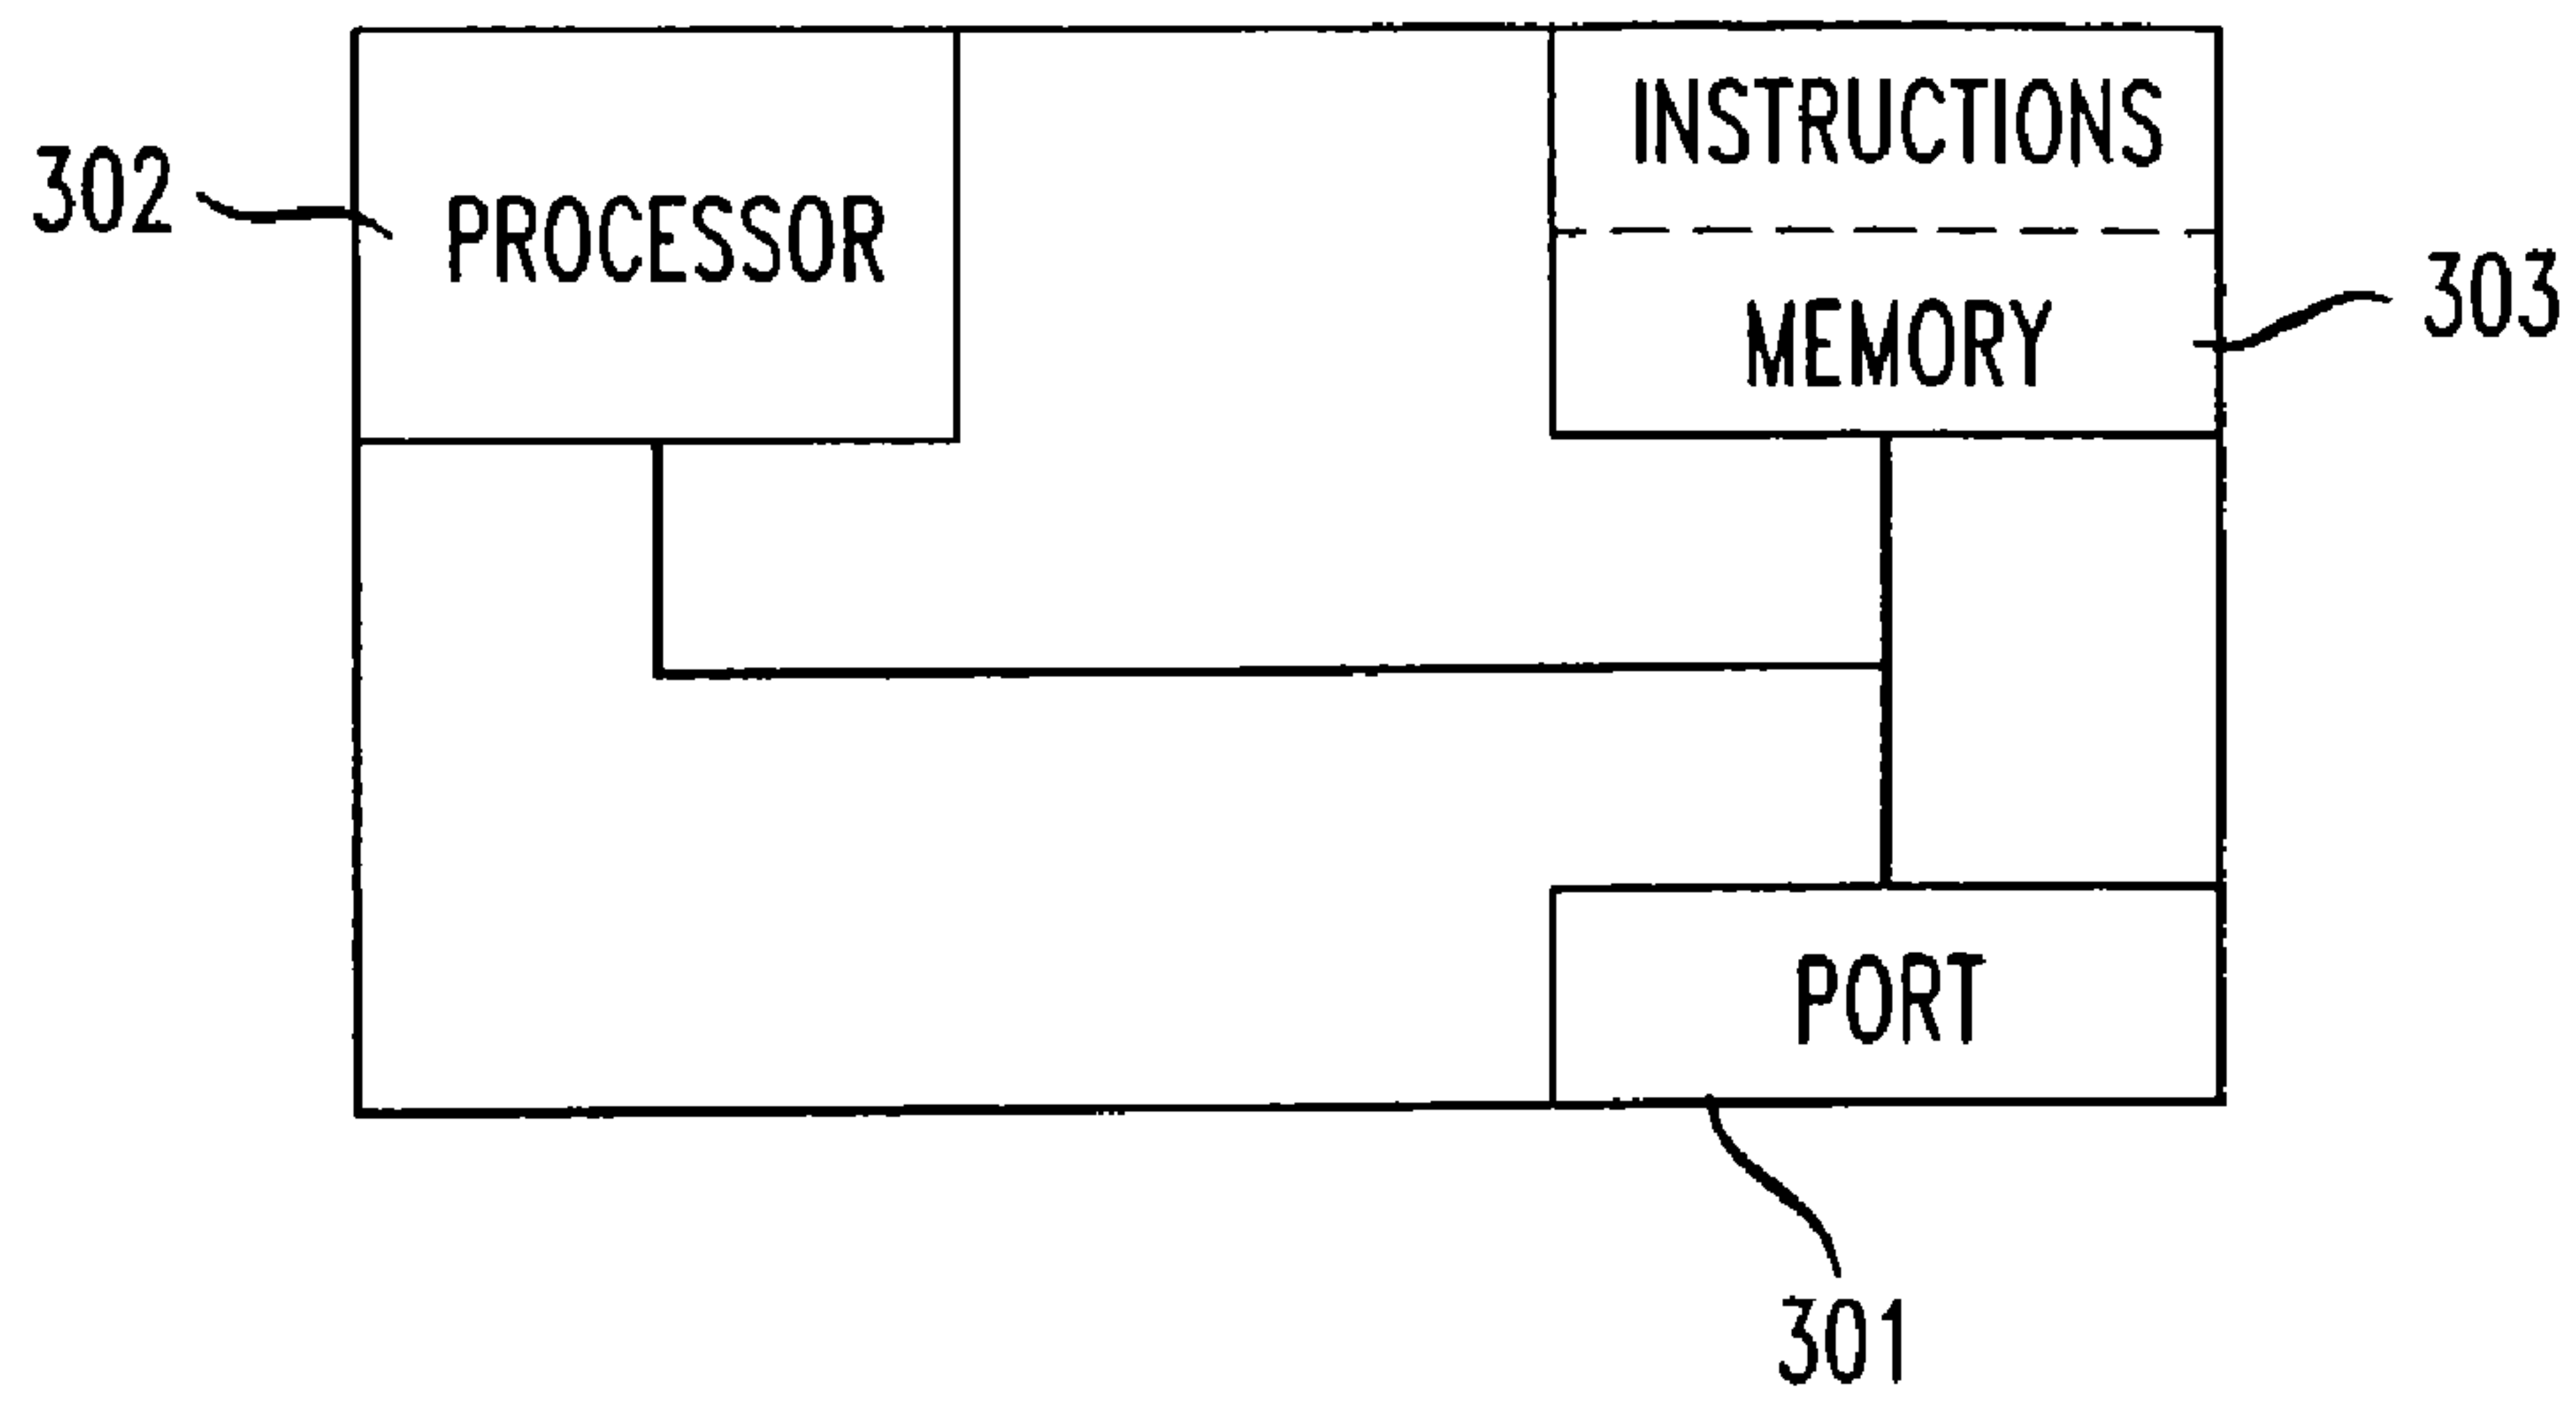 INSTRUCTIONS
302
PROCESSOR
303
MEMORY
PORT
301